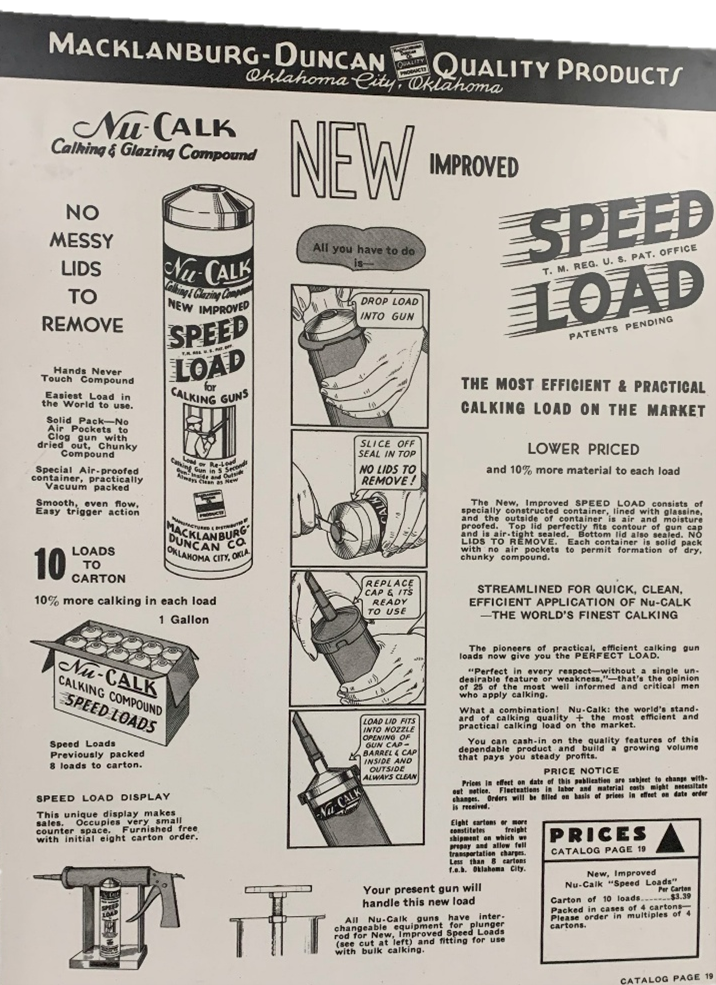 MACKLANBURG-DUNCAN QUALITY PRODUCTS
Oklahoma City, Oklahoma
Nu-CALK
Calking & Glazing Compound
NO
MESSY
LIDS
TO
REMOVE
Hands Never
Touch Compound
Easiest Load in
the World to use.
Solid Pack—No
Air Pockets to
Clog gun with
dried out, Chunky
Compound
Special Air-proofed
container, practically
Vacuum packed
Smooth, even flow,
Easy trigger action
10 LOADS
TO
CARTON
10% more calking in each load
1 Gallon
Nu-CALK
Calking & Glazing Compound
NEW IMPROVED
SPEED
T.M. REG. U.S. PAT. OFF.
LOAD
for
CALKING GUNS
Load or Re-Load
Calking Gun in 5 Seconds
Gun-Inside and Outside
Always Clean as New
MANUFACTURED & DISTRIBUTED BY
MACKLANBURG-
DUNCAN CO.
OKLAHOMA CITY, OKLA.
Nu-CALK
CALKING COMPOUND
SPEED LOADS
Speed Loads
Previously packed
8 loads to carton.
SPEED LOAD DISPLAY
This unique display makes
sales. Occupies very small
counter space. Furnished free
with initial eight carton order.
SPEED
LOAD
NEW IMPROVED
All you have to do
is—
DROP LOAD
INTO GUN
SLICE OFF
SEAL IN TOP
NO LIDS TO
REMOVE!
REPLACE
CAP & ITS
READY
TO USE
LOAD LID FITS
INTO NOZZLE
OPENING OF
GUN CAP—
BARREL & CAP
INSIDE AND
OUTSIDE
ALWAYS CLEAN
Nu-CALK
SPEED
T. M. REG. U. S. PAT. OFFICE
LOAD
PATENTS PENDING
THE MOST EFFICIENT & PRACTICAL
CALKING LOAD ON THE MARKET
LOWER PRICED
and 10% more material to each load
The New, Improved SPEED LOAD consists of
specially constructed container, lined with glassine,
and the outside of container is air and moisture
proofed. Top lid perfectly fits contour of gun cap
and is air-tight sealed. Bottom lid also sealed. NO
LIDS TO REMOVE. Each container is solid pack
with no air pockets to permit formation of dry,
chunky compound.
STREAMLINED FOR QUICK, CLEAN,
EFFICIENT APPLICATION OF Nu-CALK
—THE WORLD'S FINEST CALKING
The pioneers of practical, efficient calking gun
loads now give you the PERFECT LOAD.
"Perfect in every respect—without a single un-
desirable feature or weakness,"—that's the opinion
of 25 of the most well informed and critical men
who apply calking.
What a combination! Nu-Calk: the world's stand-
ard of calking quality + the most efficient and
practical calking load on the market.
You can cash-in on the quality features of this
dependable product and build a growing volume
that pays you steady profits.
PRICE NOTICE
Prices in effect on date of this publication are subject to change with-
out notice. Fluctuations in labor and material costs might necessitate
changes. Orders will be filled on basis of prices in effect on date order
is received.
Eight cartons or more
constitutes freight
shipment on which we
prepay and allow full
transportation charges.
Less than 8 cartons
f.o.b. Oklahoma City.
PRICES
CATALOG PAGE 19
New, Improved
Nu-Calk "Speed Loads"
Per Carton
Carton of 10 loads.......$3.39
Packed in cases of 4 cartons—
Please order in multiples of 4
cartons.
Your present gun will
handle this new load
All Nu-Calk guns have inter-
changeable equipment for plunger
rod for New, Improved Speed Loads
(see cut at left) and fitting for use
with bulk calking.
CATALOG PAGE 19